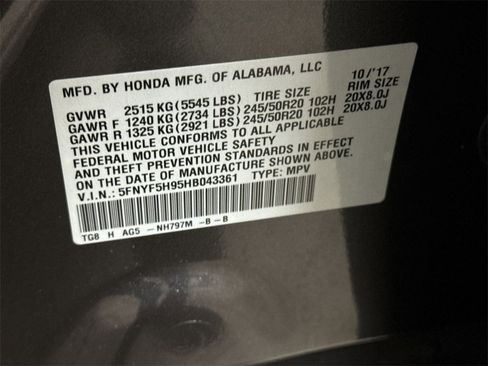 MFD. BY HONDA MFG. OF ALABAMA, LLC 10/'17
GVWR 2515 KG(5545 LBS) TIRE SIZE RIM SIZE
GAWR F 1240 KG(2734 LBS)245/50R20 102H 20X8.0J
GAWR R 1325 KG(2921 LBS)245/50R20 102H 20X8.0J
THIS VEHICLE CONFORMS TO ALL APPLICABLE
FEDERAL MOTOR VEHICLE SAFETY
AND THEFT PREVENTION STANDARDS IN EFFECT
ON THE DATE OF MANUFACTURE SHOWN ABOVE.
V.I.N.: 5FNYF5H95HB043361 TYPE: MPV
TG8 H AG5 -NH797M -B -B